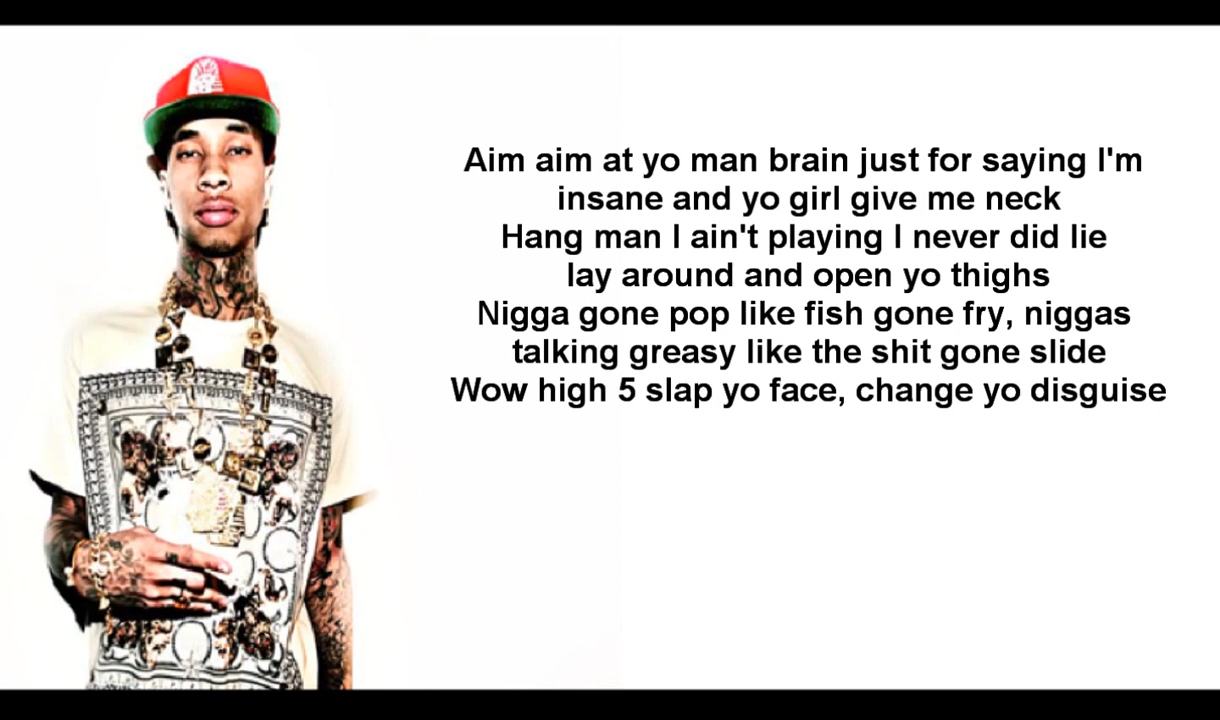 Aim aim at yo man brain just for saying I'm
insane and yo girl give me neck
Hang man I ain't playing I never did lie
lay around and open yo thighs
Nigga gone pop like fish gone fry, niggas
talking greasy like the shit gone slide
Wow high 5 slap yo face, change yo disguise